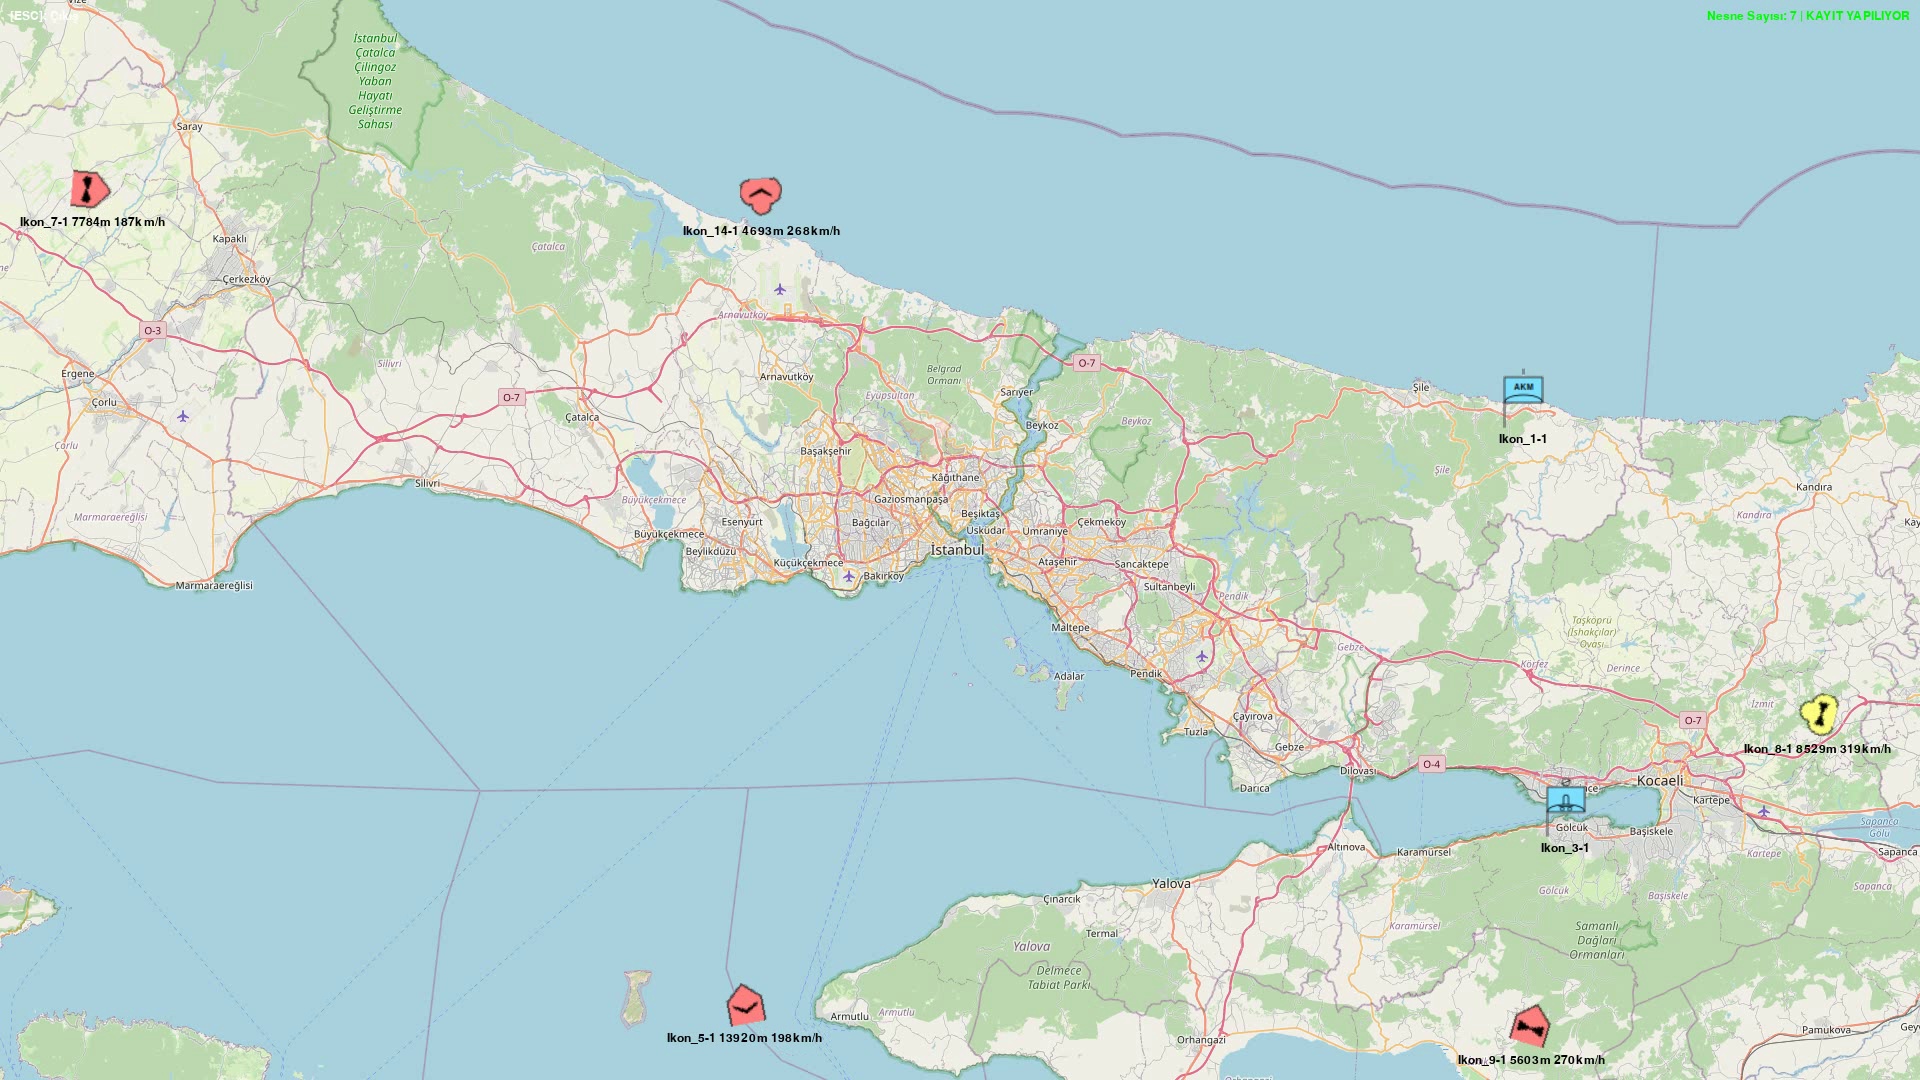 [ESC]: Çıkış
Nesne Sayısı: 7 | KAYIT YAPILIYOR
Vize
İstanbul
Çatalca
Çilingoz
Yaban
Hayatı
Geliştirme
Sahası
Saray
Ikon_7-1 7784m 187km/h
Ikon_14-1 4693m 268km/h
Kapaklı
Çatalca
Çerkezköy
Arnavutköy
O-3
Silivri
Ergene
Çorlu
Çorlu
O-7
Çatalca
Arnavutköy
Belgrad
Ormanı
Eyüpsultan
Sarıyer
O-7
Beykoz
Beykoz
Şile
AKM
Ikon_1-1
Başakşehir
Kâğıthane
Gaziosmanpaşa
Beşiktaş
Silivri
Şile
Kandıra
Kandıra
Marmaraereğlisi
Büyükçekmece
Büyükçekmece
Esenyurt
Bağcılar
Üsküdar
Ümraniye
Çekmeköy
Beylikdüzü
İstanbul
Küçükçekmece
Bakırköy
Ataşehir
Sancaktepe
Sultanbeyli
Marmaraereğlisi
Pendik
Maltepe
Taşköprü
(İshakçılar)
Ovası
Gebze
Körfez
Derince
Pendik
Adalar
İzmit
Çayırova
Tuzla
O-7
Ikon_8-1 8529m 319km/h
Gebze
Dilovası
O-4
Darıca
Kocaeli
Kartepe
Gölcük
Başiskele
Sapanca
Gölü
Ikon_3-1
Altınova
Karamürsel
Kartepe
Sapanca
Yalova
Gölcük
Başiskele
Sapanca
Çınarcık
Termal
Karamürsel
Samanlı
Dağları
Ormanları
Yalova
Delmece
Tabiat Parkı
Armutlu
Armutlu
Ikon_5-1 13920m 198km/h
Orhangazi
Ikon_9-1 5603m 270km/h
Pamukova
Geyv
Orhangazi